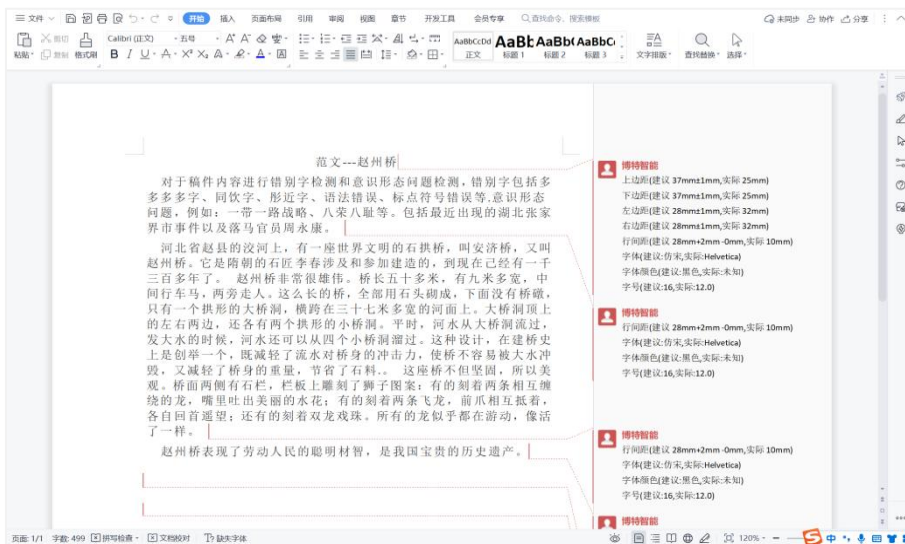 三 文件 开始 插入 页面布局 引用 审阅 视图 章节 开发工具 会员专享 查找命令、搜索模板 未同步 协作 分享
粘贴 剪切 复制 格式刷 Calibri (正文) 五号 AaBbCcDd 正文 AaBb 标题 1 AaBb( 标题 2 AaBbC 标题 3 文字排版 查找替换 选择
范文---赵州桥
对于稿件内容进行错别字检测和意识形态问题检测,错别字包括多
多多多字、同饮字、彤近字、语法错误、标点符号错误等.意识形态
问题,例如:一带一路战略、八荣八耻等。包括最近出现的湖北张家
界市事件以及落马官员周永康。
河北省赵县的洨河上,有一座世界文明的石拱桥,叫安济桥,又叫
赵州桥。它是隋朝的石匠李春涉及和参加建造的,到现在己经有一千
三百多年了。 赵州桥非常很雄伟。桥长五十多米,有九米多宽,中
间行车马,两旁走人。这么长的桥,全部用石头砌成,下面没有桥礅,
只有一个拱形的大桥洞,横跨在三十七米多宽的河面上。大桥洞顶上
的左右两边,还各有两个拱形的小桥洞。平时,河水从大桥洞流过,
发大水的时候,河水还可以从四个小桥洞溜过。这种设计,在建桥史
上是创举一个,既减轻了流水对桥身的冲击力,使桥不容易被大水冲
毁,又减轻了桥身的重量,节省了石料.。 这座桥不但坚固,所以美
观。桥面两侧有石栏,栏板上雕刻了狮子图案:有的刻着两条相互缠
绕的龙,嘴里吐出美丽的水花;有的刻着两条飞龙,前爪相互抵着,
各自回首遥望;还有的刻着双龙戏珠。所有的龙似乎都在游动,像活
了一样。
赵州桥表现了劳动人民的聪明材智,是我国宝贵的历史遗产。
博特智能
上边距(建议 37mm±1mm,实际 25mm)
下边距(建议 37mm±1mm,实际 25mm)
左边距(建议 28mm±1mm,实际 32mm)
右边距(建议 28mm±1mm,实际 32mm)
行间距(建议 28mm+2mm -0mm,实际 10mm)
字体(建议:仿宋,实际:Helvetica)
字体颜色(建议:黑色,实际:未知)
字号(建议:16,实际:12.0)
博特智能
行间距(建议 28mm+2mm -0mm,实际 10mm)
字体(建议:仿宋,实际:Helvetica)
字体颜色(建议:黑色,实际:未知)
字号(建议:16,实际:12.0)
博特智能
行间距(建议 28mm+2mm -0mm,实际 10mm)
字体(建议:仿宋,实际:Helvetica)
字体颜色(建议:黑色,实际:未知)
字号(建议:16,实际:12.0)
博特智能
页面: 1/1 字数: 499 拼写检查 文档校对 缺失字体 120% 中